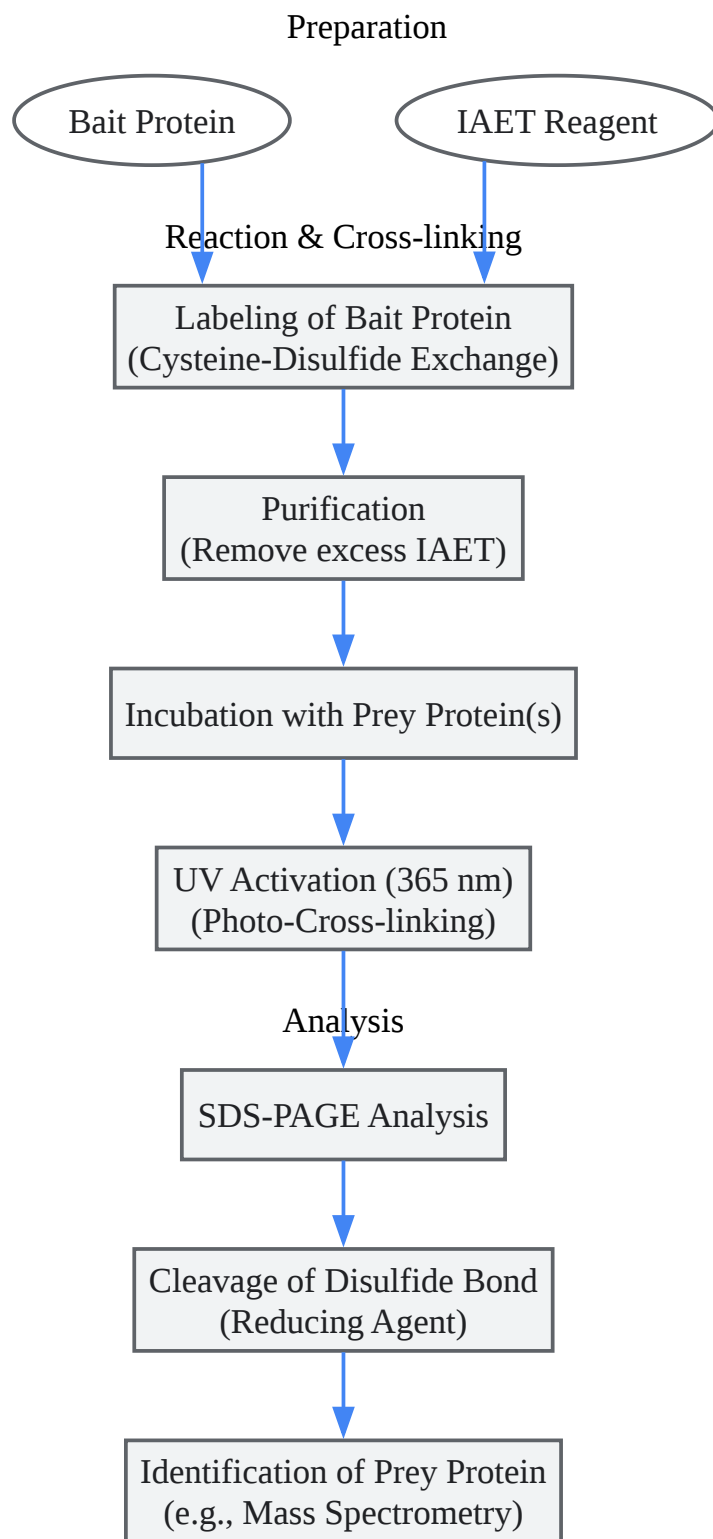 Preparation
Bait Protein
IAET Reagent
Reaction & Cross-linking
Labeling of Bait Protein
(Cysteine-Disulfide Exchange)
Purification
(Remove excess IAET)
Incubation with Prey Protein(s)
UV Activation (365 nm)
(Photo-Cross-linking)
Analysis
SDS-PAGE Analysis
Cleavage of Disulfide Bond
(Reducing Agent)
Identification of Prey Protein
(e.g., Mass Spectrometry)